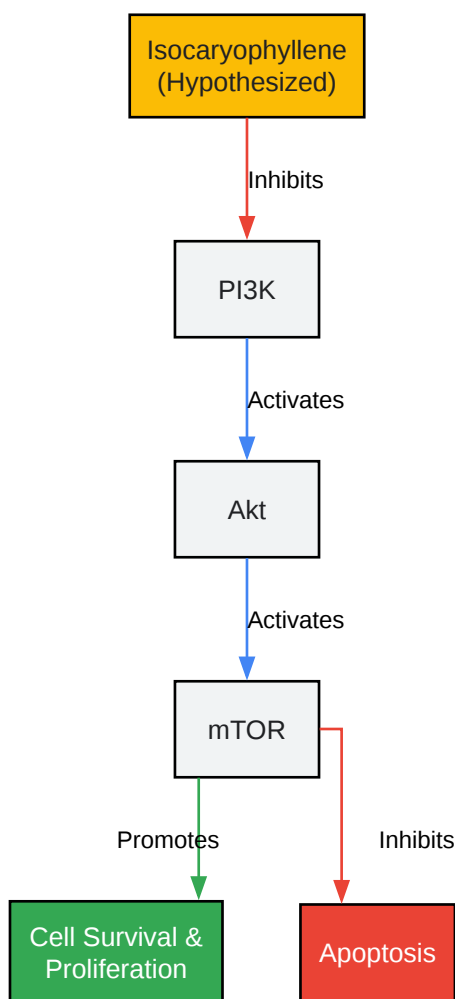 Isocaryophyllene
(Hypothesized)
Inhibits
PI3K
Activates
Akt
Activates
mTOR
Promotes
Inhibits
Cell Survival &
Proliferation
Apoptosis